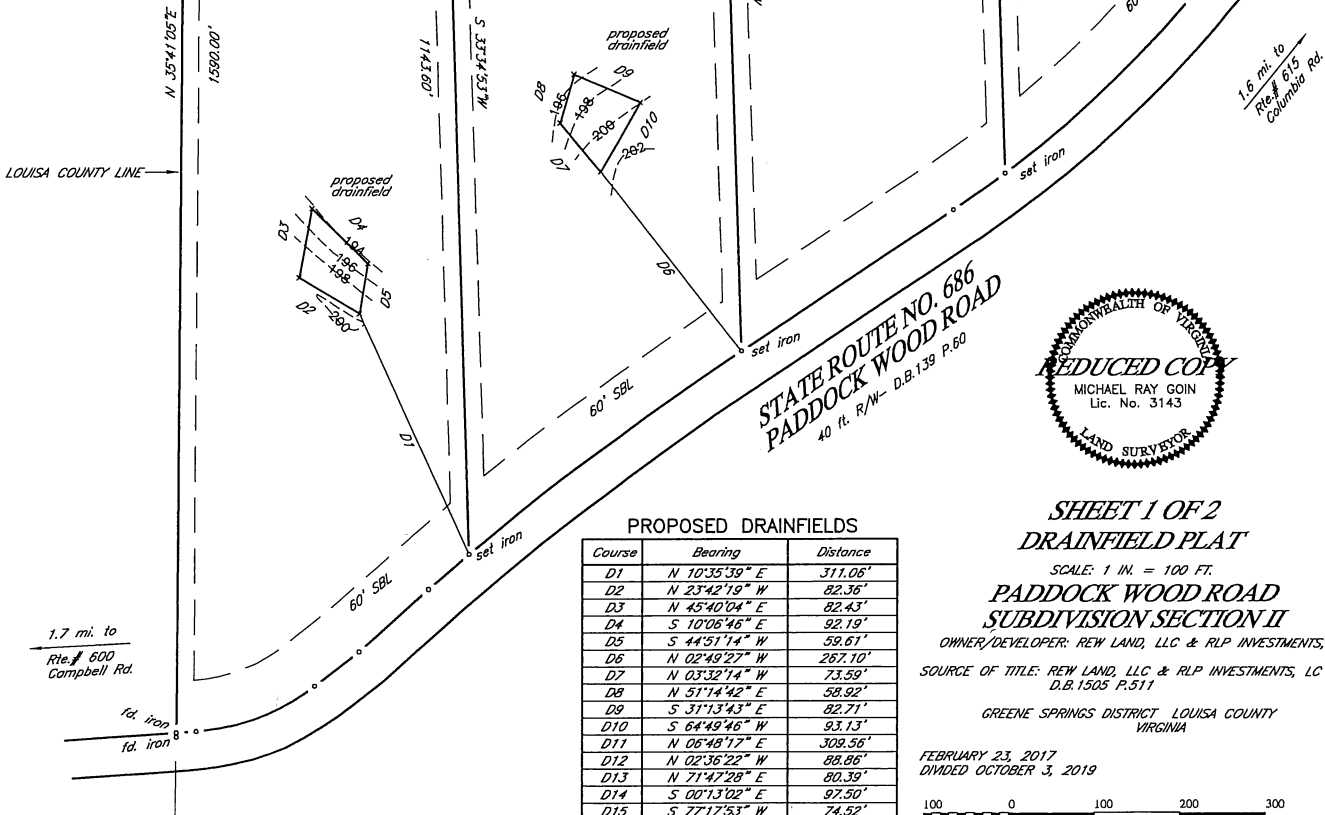 N 35°41'05"E
1590.00'
1143.60'
S 33°34'53"W
LOUISA COUNTY LINE
proposed
drainfield
D3
D4
194
196
198
200
D2
D5
D1
proposed
drainfield
D8
D9
196
198
200
202
D10
D7
D6
60'
1.6 mi. to
Rte.# 615
Columbia Rd.
set iron
set iron
set iron
60' SBL
60' SBL
STATE ROUTE NO. 686
PADDOCK WOOD ROAD
40 ft. R/W- D.B.139 P.60
1.7 mi. to
Rte.# 600
Campbell Rd.
fd. iron
fd. iron
COMMONWEALTH OF VIRGINIA
REDUCED COPY
MICHAEL RAY GOIN
Lic. No. 3143
LAND SURVEYOR
PROPOSED DRAINFIELDS
Course Bearing Distance
D1 N 10°35'39" E 311.06'
D2 N 23°42'19" W 82.36'
D3 N 45°40'04" E 82.43'
D4 S 10°06'46" E 92.19'
D5 S 44°51'14" W 59.61'
D6 N 02°49'27" W 267.10'
D7 N 03°32'14" W 73.59'
D8 N 51°14'42" E 58.92'
D9 S 31°13'43" E 82.71'
D10 S 64°49'46" W 93.13'
D11 N 06°48'17" E 309.56'
D12 N 02°36'22" W 88.86'
D13 N 71°47'28" E 80.39'
D14 S 00°13'02" E 97.50'
D15 S 77°17'53" W 74.52'
SHEET 1 OF 2
DRAINFIELD PLAT
SCALE: 1 IN. = 100 FT.
PADDOCK WOOD ROAD
SUBDIVISION SECTION II
OWNER/DEVELOPER: REW LAND, LLC & RLP INVESTMENTS,
SOURCE OF TITLE: REW LAND, LLC & RLP INVESTMENTS, LC
D.B.1505 P.511
GREENE SPRINGS DISTRICT LOUISA COUNTY
VIRGINIA
FEBRUARY 23, 2017
DIVIDED OCTOBER 3, 2019
100 0 100 200 300